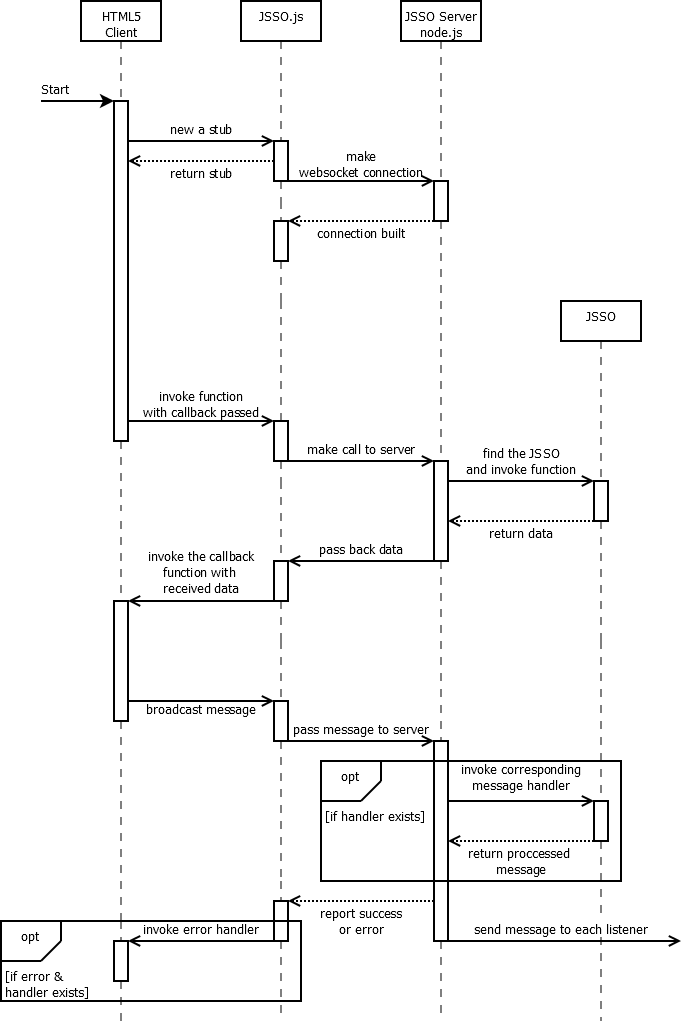 HTML5
Client
JSSO.js
JSSO Server
node.js
Start
new a stub
return stub
make
websocket connection
connection built
JSSO
invoke function
with callback passed
make call to server
find the JSSO
and invoke function
return data
pass back data
invoke the callback
function with
received data
broadcast message
pass message to server
opt
invoke corresponding
message handler
[if handler exists]
return proccessed
message
report success
or error
invoke error handler
send message to each listener
opt
[if error &
handler exists]